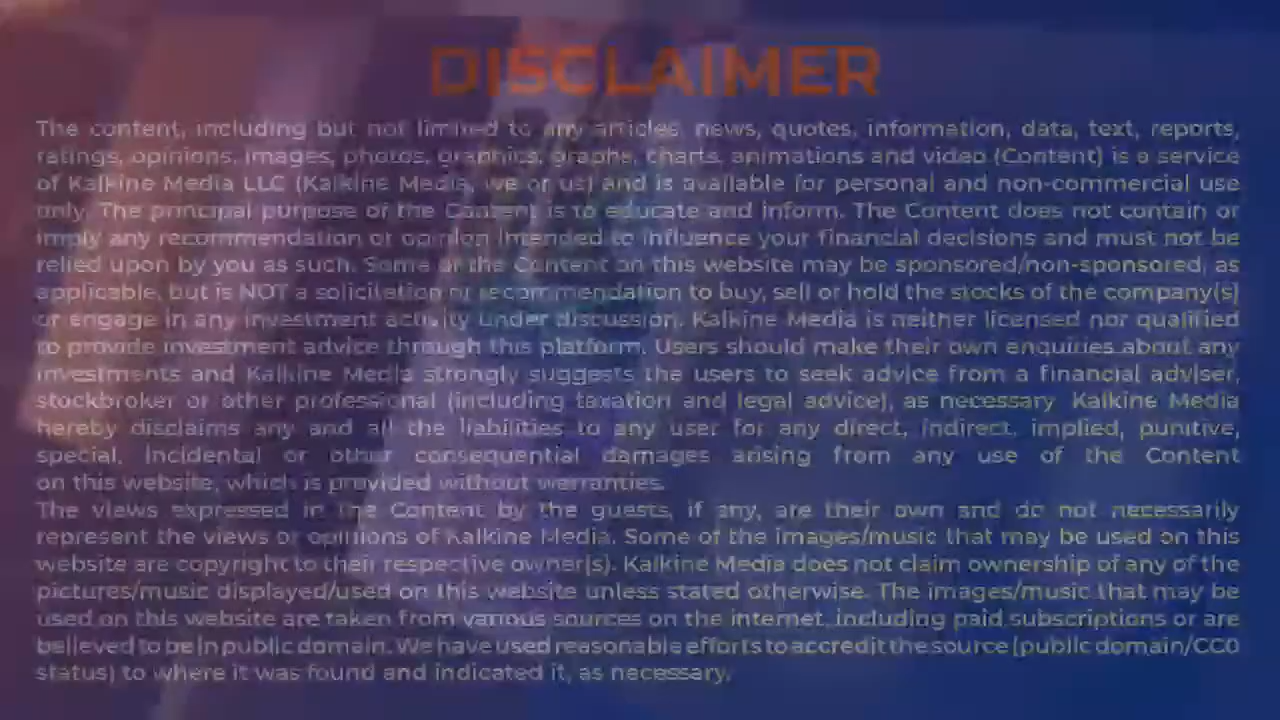 DISCLAIMER
The content, including but not limited to any articles, news, quotes, information, data, text, reports,
ratings, opinions, images, photos, graphics, graphs, charts, animations and video (Content) is a service
of Kalkine Media LLC (Kalkine Media, we or us) and is available for personal and non-commercial use
only. The principal purpose of the Content is to educate and inform. The Content does not contain or
imply any recommendation or opinion intended to influence your financial decisions and must not be
relied upon by you as such. Some of the Content on this website may be sponsored/non-sponsored, as
applicable, but is NOT a solicitation or recommendation to buy, sell or hold the stocks of the company(s)
or engage in any investment activity under discussion. Kalkine Media is neither licensed nor qualified
to provide investment advice through this platform. Users should make their own enquiries about any
investments and Kalkine Media strongly suggests the users to seek advice from a financial adviser,
stockbroker or other professional (including taxation and legal advice), as necessary. Kalkine Media
hereby disclaims any and all the liabilities to any user for any direct, indirect, implied, punitive,
special, incidental or other consequential damages arising from any use of the Content
on this website, which is provided without warranties.
The views expressed in the Content by the guests, if any, are their own and do not necessarily
represent the views or opinions of Kalkine Media. Some of the images/music that may be used on this
website are copyright to their respective owner(s). Kalkine Media does not claim ownership of any of the
pictures/music displayed/used on this website unless stated otherwise. The images/music that may be
used on this website are taken from various sources on the internet, including paid subscriptions or are
believed to be in public domain. We have used reasonable efforts to accredit the source (public domain/CC0
status) to where it was found and indicated it, as necessary.